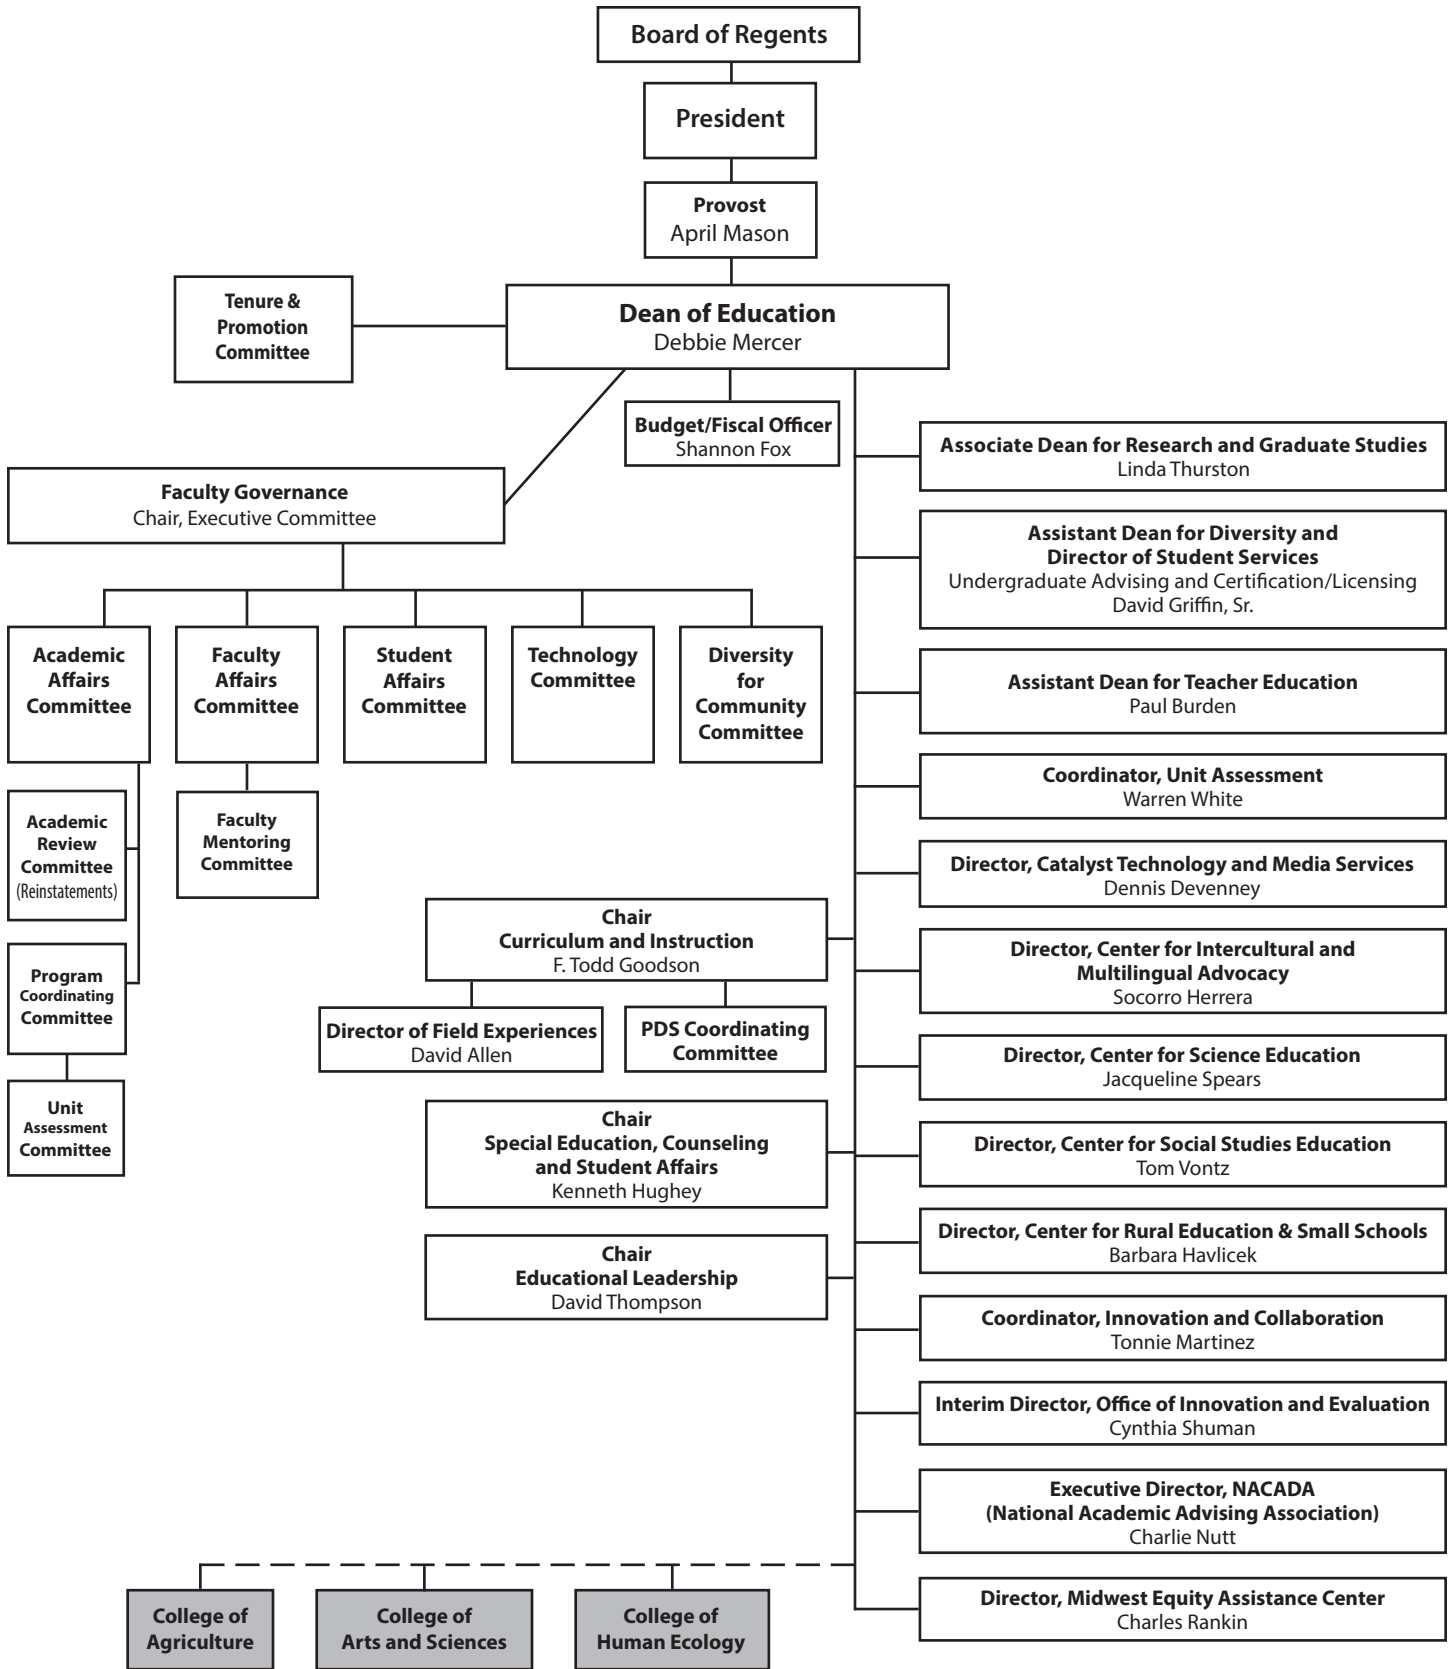 Board of Regents
President
Provost
April Mason
Tenure &
Promotion
Committee
Dean of Education
Debbie Mercer
Budget/Fiscal Officer
Shannon Fox
Faculty Governance
Chair, Executive Committee
Academic
Affairs
Committee
Faculty
Affairs
Committee
Student
Affairs
Committee
Technology
Committee
Diversity
for
Community
Committee
Academic
Review
Committee
(Reinstatements)
Faculty
Mentoring
Committee
Program
Coordinating
Committee
Unit
Assessment
Committee
Chair
Curriculum and Instruction
F. Todd Goodson
Director of Field Experiences
David Allen
PDS Coordinating
Committee
Chair
Special Education, Counseling
and Student Affairs
Kenneth Hughey
Chair
Educational Leadership
David Thompson
Associate Dean for Research and Graduate Studies
Linda Thurston
Assistant Dean for Diversity and
Director of Student Services
Undergraduate Advising and Certification/Licensing
David Griffin, Sr.
Assistant Dean for Teacher Education
Paul Burden
Coordinator, Unit Assessment
Warren White
Director, Catalyst Technology and Media Services
Dennis Devenney
Director, Center for Intercultural and
Multilingual Advocacy
Socorro Herrera
Director, Center for Science Education
Jacqueline Spears
Director, Center for Social Studies Education
Tom Vontz
Director, Center for Rural Education & Small Schools
Barbara Havlicek
Coordinator, Innovation and Collaboration
Tonnie Martinez
Interim Director, Office of Innovation and Evaluation
Cynthia Shuman
Executive Director, NACADA
(National Academic Advising Association)
Charlie Nutt
Director, Midwest Equity Assistance Center
Charles Rankin
College of
Agriculture
College of
Arts and Sciences
College of
Human Ecology